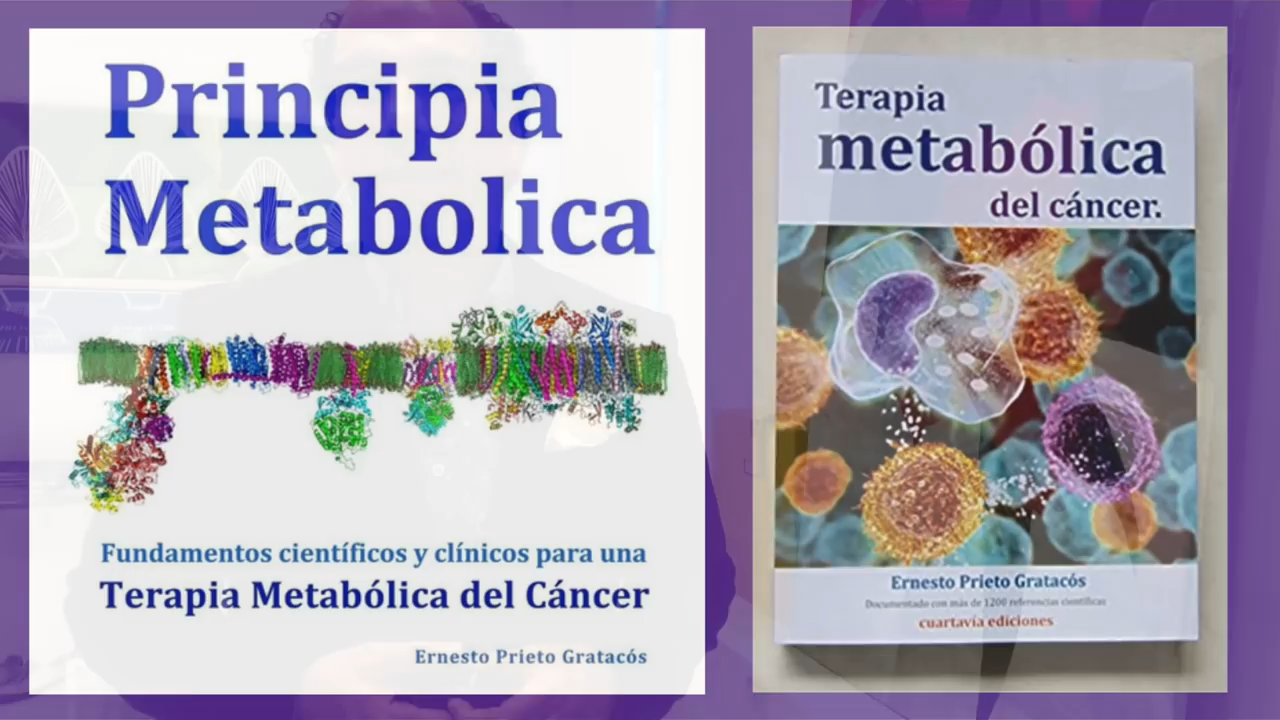 Principia
Metabolica
Fundamentos científicos y clínicos para una
Terapia Metabólica del Cáncer
Ernesto Prieto Gratacós
Terapia
metabólica
del cáncer.
Ernesto Prieto Gratacós
Documentado con más de 1200 referencias científicas
cuartavía ediciones